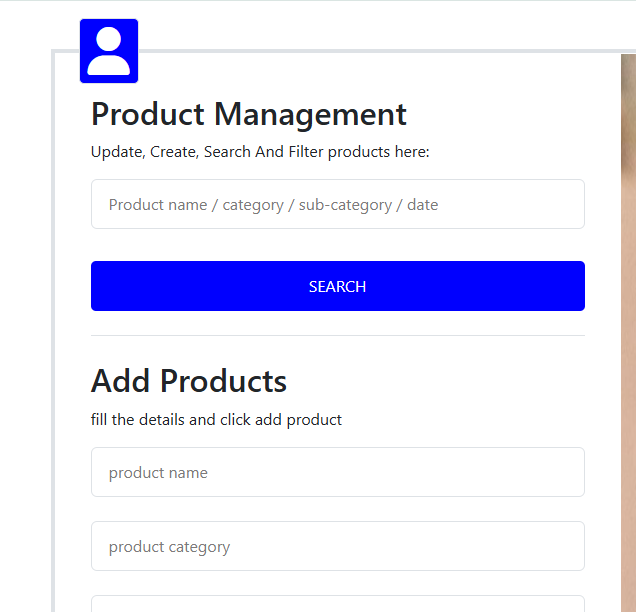 Product Management
Update, Create, Search And Filter products here:
Product name / category / sub-category / date
SEARCH
Add Products
fill the details and click add product
product name
product category